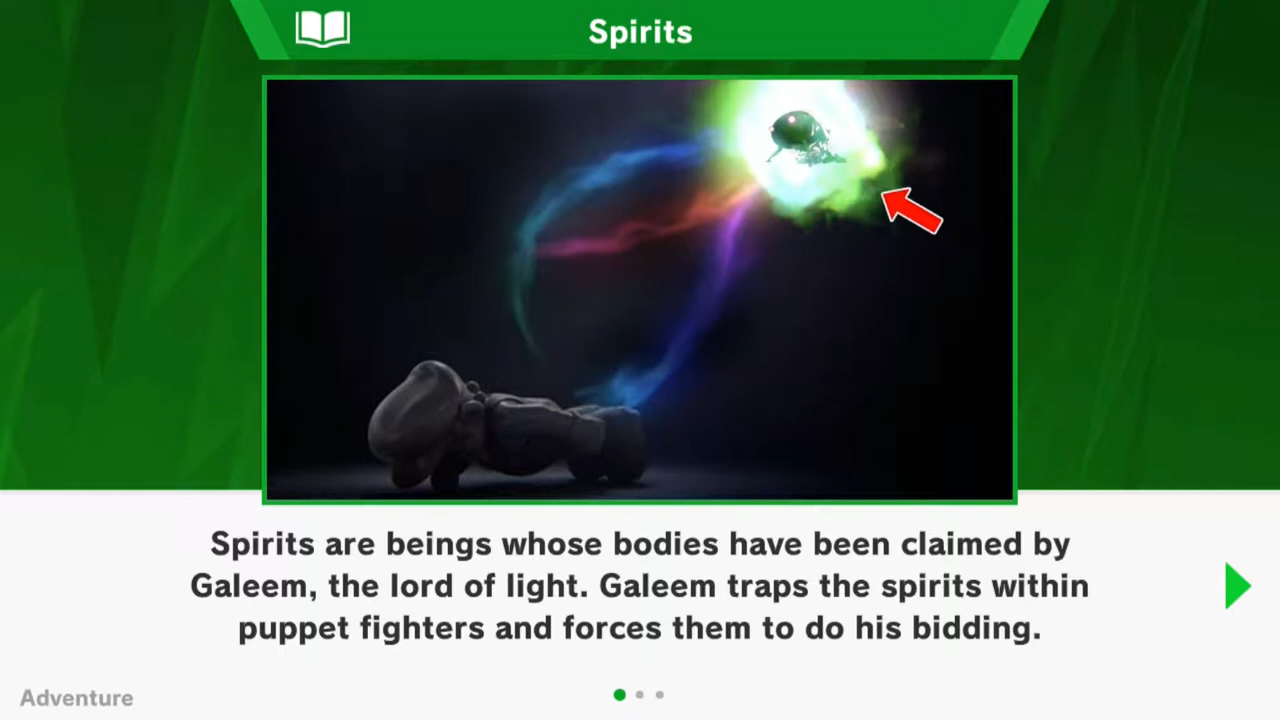 Spirits
Spirits are beings whose bodies have been claimed by
Galeem, the lord of light. Galeem traps the spirits within
puppet fighters and forces them to do his bidding.
Adventure